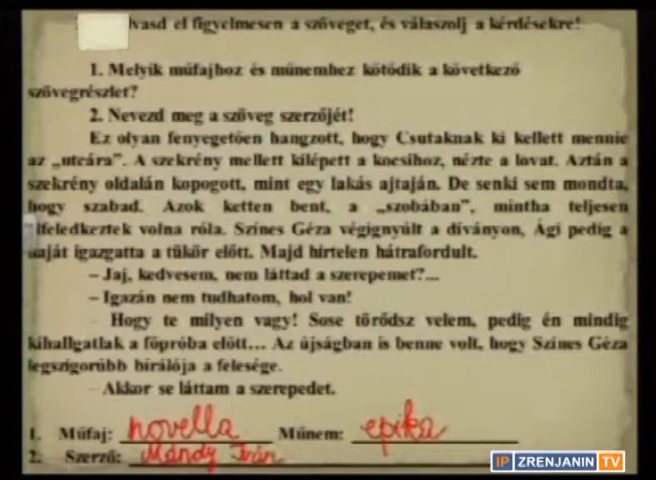 vasd el figyelmesen a szöveget, és válaszolj a kérdésekre!
1. Melyik műfajhoz és műnemhez kötődik a következő
szövegrészlet?
2. Nevezd meg a szöveg szerzőjét!
Ez olyan fenyegetően hangzott, hogy Csutaknak ki kellett mennie
az „utcára”. A szekrény mellett kilépett a kocsihoz, nézte a lovat. Aztán a
szekrény oldalán kopogott, mint egy lakás ajtaján. De senki sem mondta,
hogy szabad. Azok ketten bent, a „szobában”, mintha teljesen
lfeledkeztek volna róla. Színes Géza végignyúlt a díványon, Ági pedig a
haját igazgatta a tükör előtt. Majd hirtelen hátrafordult.
– Jaj, kedvesem, nem láttad a szerepemet?...
– Igazán nem tudhatom, hol van!
Hogy te milyen vagy! Sose törődsz velem, pedig én mindig
kihallgatlak a főpróba előtt... Az újságban is benne volt, hogy Színes Géza
legszigorúbb bírálója a felesége.
– Akkor se láttam a szerepedet.
1. Műfaj: novella Műnem: epika
2. Szerző: Mándy Iván
IP ZRENJANIN TV